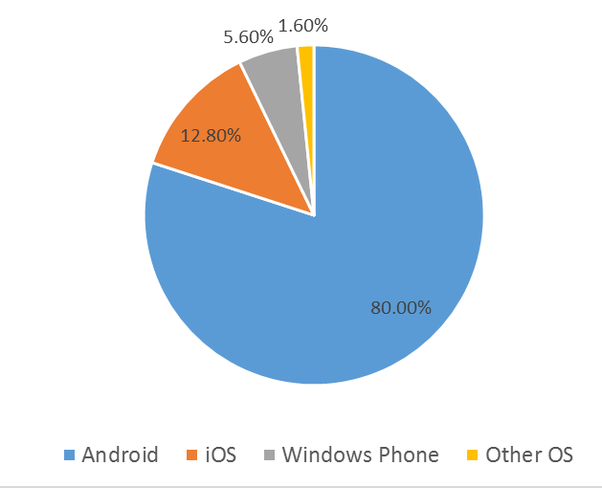 1.60%
5.60%
12.80%
80.00%
Android iOS Windows Phone Other OS